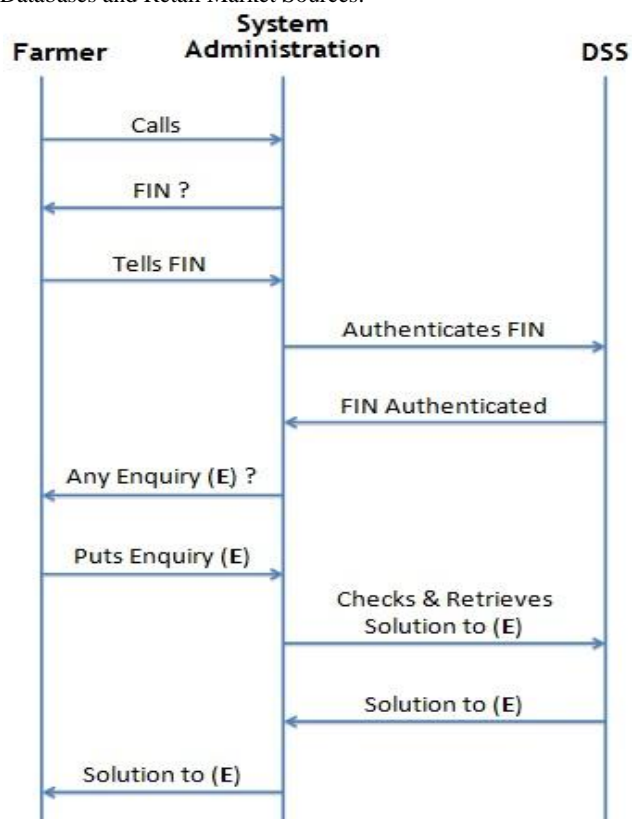 Databases and Retail Market Sources.
System
Farmer Administration DSS
Calls
FIN ?
Tells FIN
Authenticates FIN
FIN Authenticated
Any Enquiry (E) ?
Puts Enquiry (E)
Checks & Retrieves
Solution to (E)
Solution to (E)
Solution to (E)